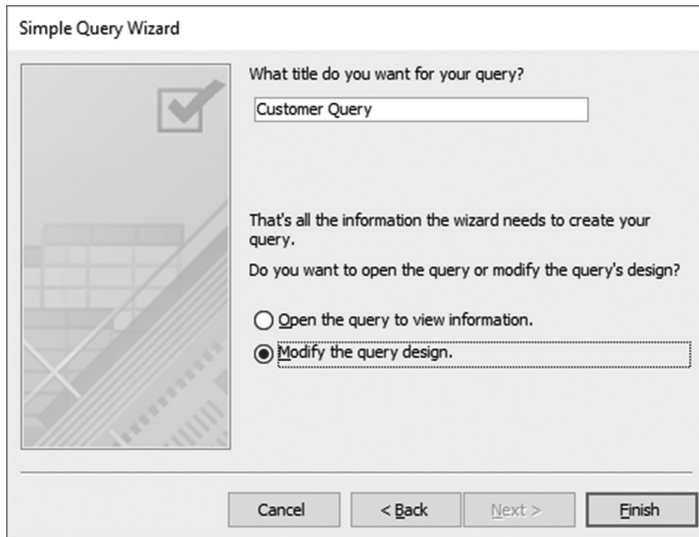 Simple Query Wizard
What title do you want for your query?
Customer Query
That's all the information the wizard needs to create your
query.
Do you want to open the query or modify the query's design?
Open the query to view information.
Modify the query design.
Cancel
< Back
Next >
Finish